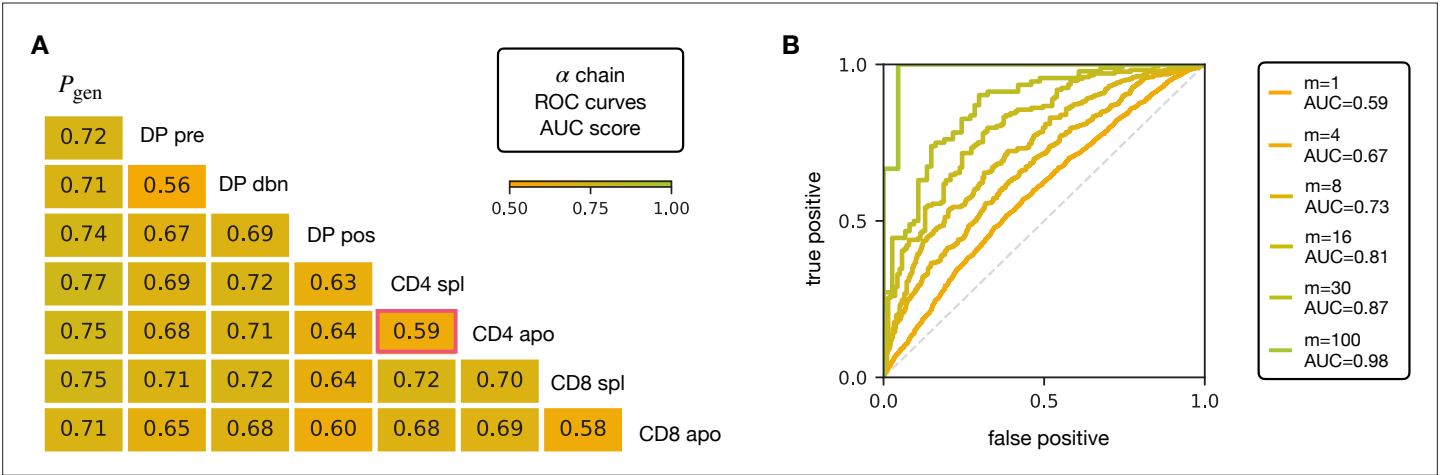 A
P_gen
α chain
ROC curves
AUC score
0.50 0.75 1.00
0.72 DP pre
0.71 0.56 DP dbn
0.74 0.67 0.69 DP pos
0.77 0.69 0.72 0.63 CD4 spl
0.75 0.68 0.71 0.64 0.59 CD4 apo
0.75 0.71 0.72 0.64 0.72 0.70 CD8 spl
0.71 0.65 0.68 0.60 0.68 0.69 0.58 CD8 apo
B
1.0
0.5
0.0
true positive
0.0 0.5 1.0
false positive
m=1
AUC=0.59
m=4
AUC=0.67
m=8
AUC=0.73
m=16
AUC=0.81
m=30
AUC=0.87
m=100
AUC=0.98